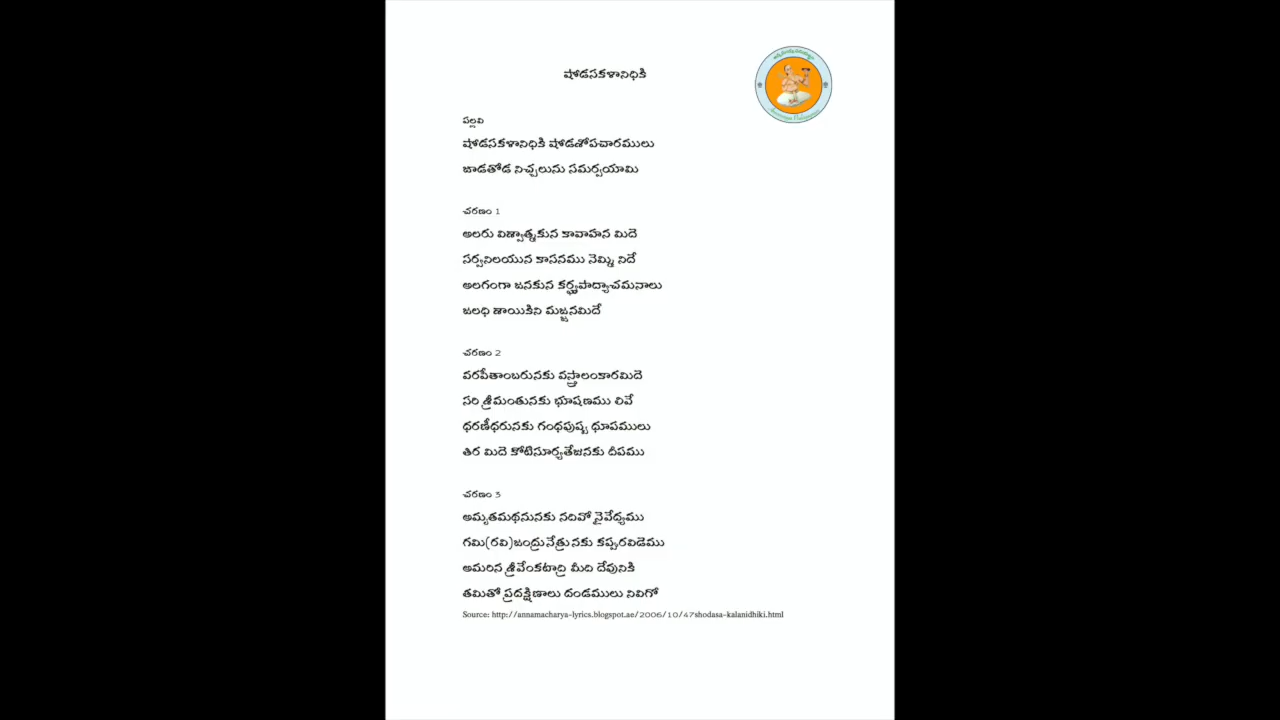 షోడసకళానిధికి
పల్లవి
షోడసకళానిధికి షోడశోపచారములు
జాడతోడ నిచ్చలును సమర్పయామి
చరణం 1
అలరు విశ్వాత్మకున కావాహన మిదె
సర్వనిలయున కాసనము నెమ్మి నిదే
అలగంగా జనకున కర్ఘ్యపాద్యాచమనాలు
జలధి శాయికిని మజ్జనమిదే
చరణం 2
వరపీతాంబరునకు వస్త్రాలంకారమిదె
సరి శ్రీమంతునకు భూషణము లివే
ధరణీధరునకు గంధపుష్ప ధూపములు
తిర మిదె కోటిసూర్యతేజునకు దీపము
చరణం 3
అమృతమథనునకు నదివో నైవేద్యము
గమి(రవి)జంద్రునేత్రునకు కప్పరవిడెము
అమరిన శ్రీవేంకటాద్రి మీది దేవునికి
తమితో ప్రదక్షిణాలు దండములు నివిగో
Source: http://annamacharya-lyrics.blogspot.ae/2006/10/47shodasa-kalanidhiki.html